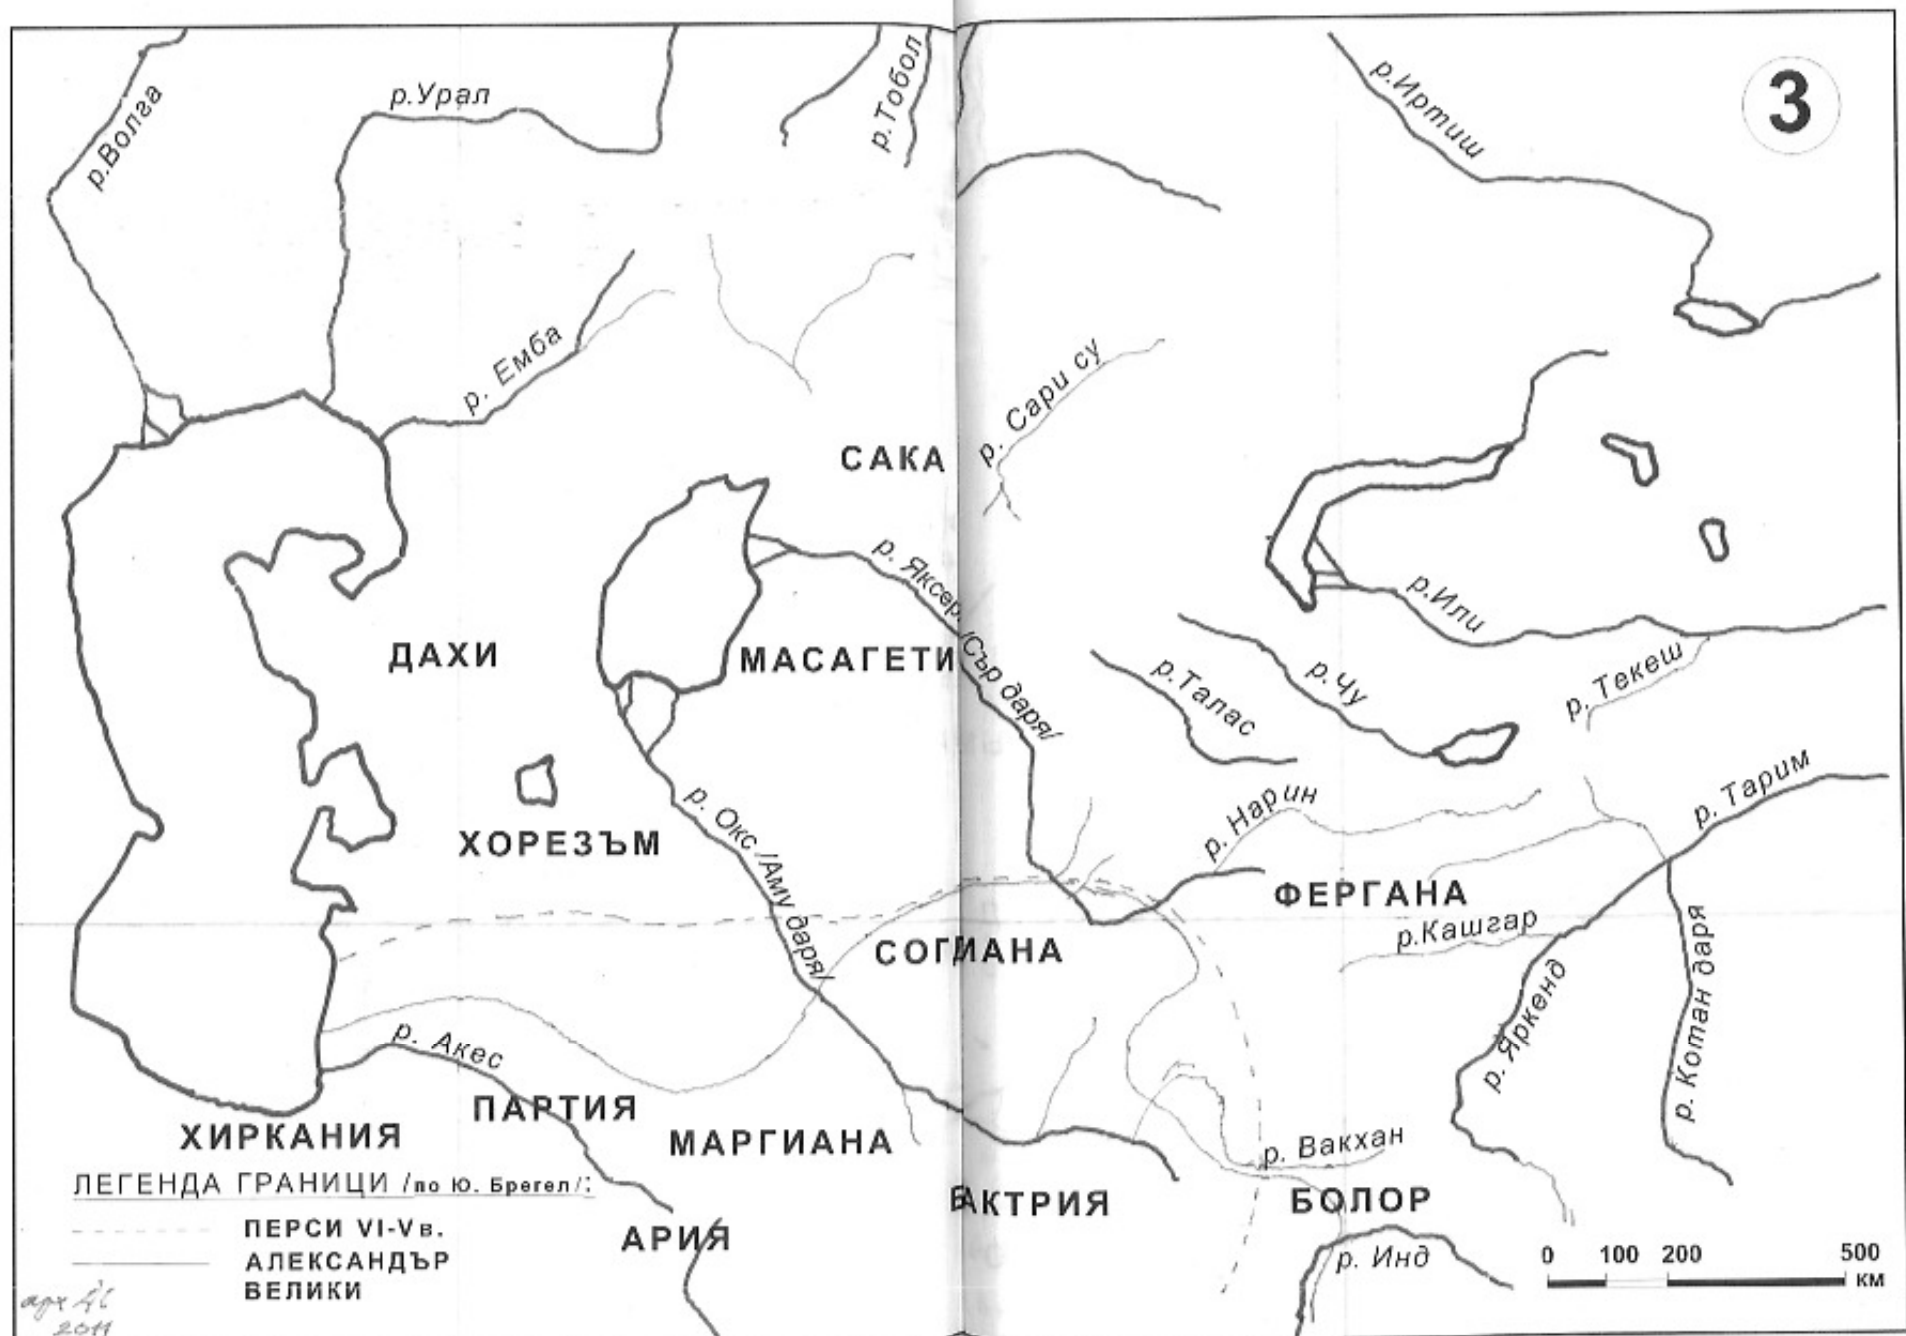 3
р.Волга
р.Урал
р.Тобол
р.Иртиш
р. Емба
р. Сари су
САКА
р. Яксер. /Сър даря/
р.Или
ДАХИ
МАСАГЕТИ
р.Талас
р.Чу
р. Текеш
р. Окс /Аму даря/
р. Нарин
р. Тарим
ХОРЕЗЪМ
ФЕРГАНА
СОГДИАНА
р.Кашгар
р. Яркенд
р. Котан даря
р. Акес
ПАРТИЯ
ХИРКАНИЯ
МАРГИАНА
р. Вакхан
БАКТРИЯ
БОЛОР
АРИЯ
р. Инд
ЛЕГЕНДА ГРАНИЦИ /по Ю. Брегел/:
ПЕРСИ VI-Vв.
АЛЕКСАНДЪР
ВЕЛИКИ
0 100 200 500
КМ
2011